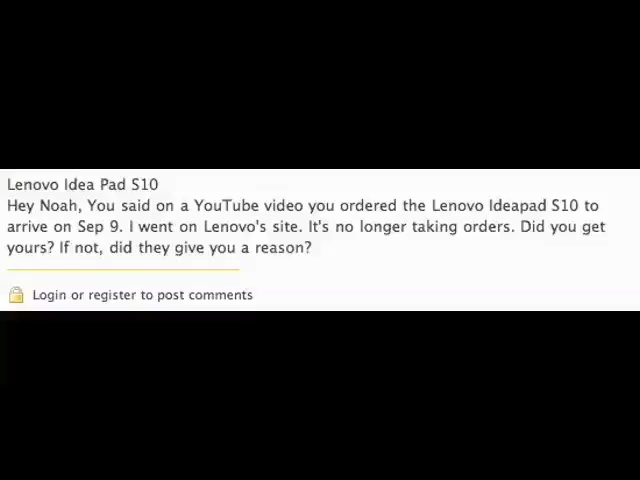 Lenovo Idea Pad S10
Hey Noah, You said on a YouTube video you ordered the Lenovo Ideapad S10 to
arrive on Sep 9. I went on Lenovo's site. It's no longer taking orders. Did you get
yours? If not, did they give you a reason?
Login or register to post comments